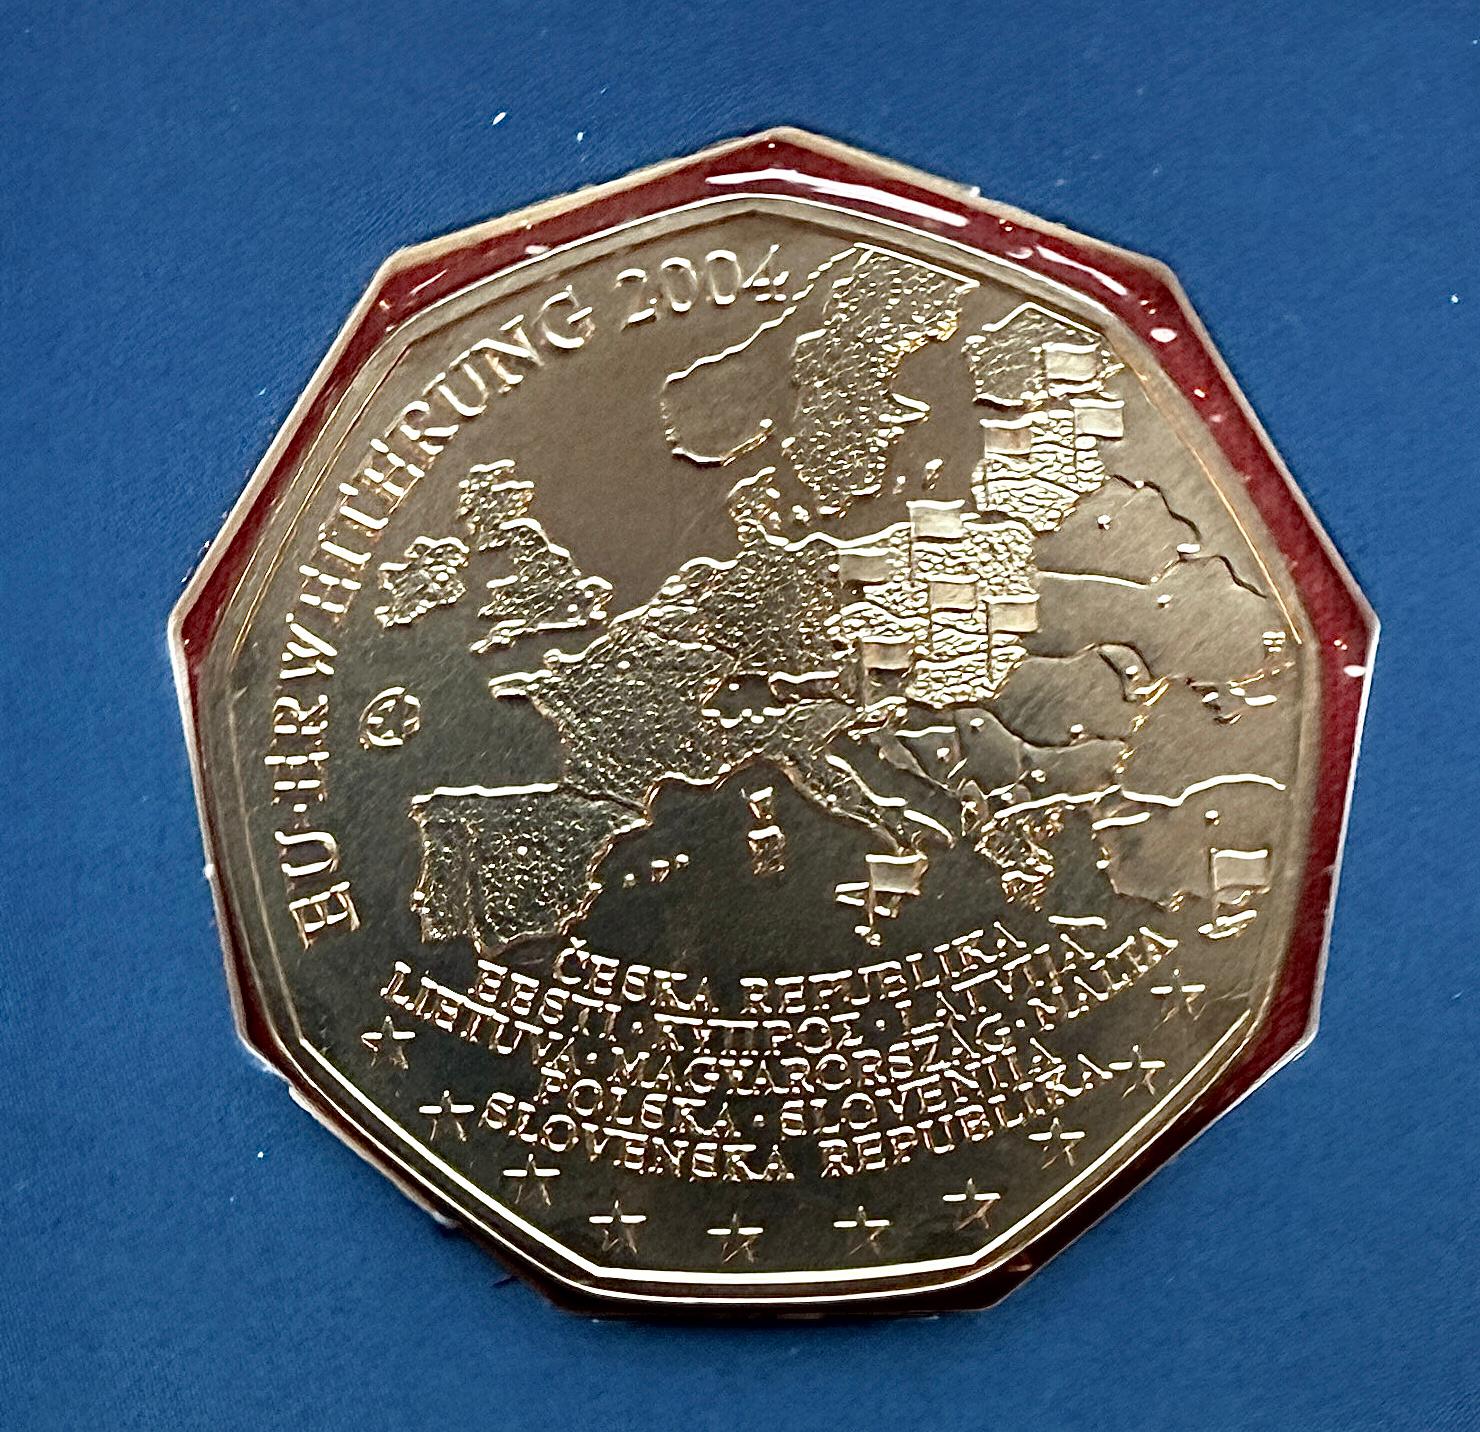 EU-ERWEITERUNG 2004
ČESKÁ REPUBLIKA
EESTI · ΚΥΠΡΟΣ · LATVIJA
LIETUVA · MAGYARORSZÁG · MALTA
POLSKA · SLOVENIJA
SLOVENSKÁ REPUBLIKA